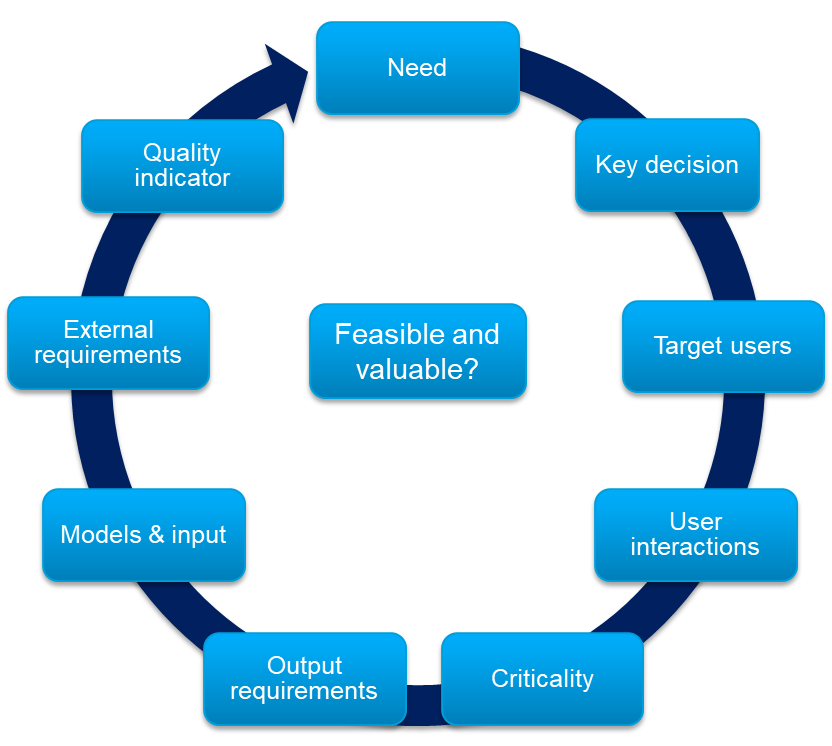 Need
Key decision
Target users
User
interactions
Criticality
Output
requirements
Models & input
External
requirements
Quality
indicator
Feasible and
valuable?